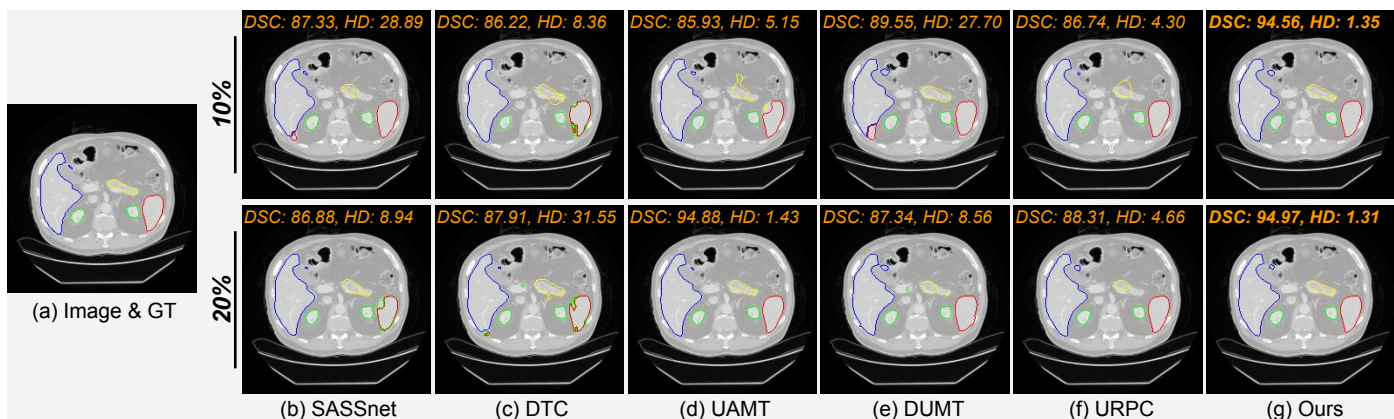 DSC: 87.33, HD: 28.89 DSC: 86.22, HD: 8.36 DSC: 85.93, HD: 5.15 DSC: 89.55, HD: 27.70 DSC: 86.74, HD: 4.30 DSC: 94.56, HD: 1.35
10%
DSC: 86.88, HD: 8.94 DSC: 87.91, HD: 31.55 DSC: 94.88, HD: 1.43 DSC: 87.34, HD: 8.56 DSC: 88.31, HD: 4.66 DSC: 94.97, HD: 1.31
20%
(a) Image & GT
(b) SASSnet (c) DTC (d) UAMT (e) DUMT (f) URPC (g) Ours